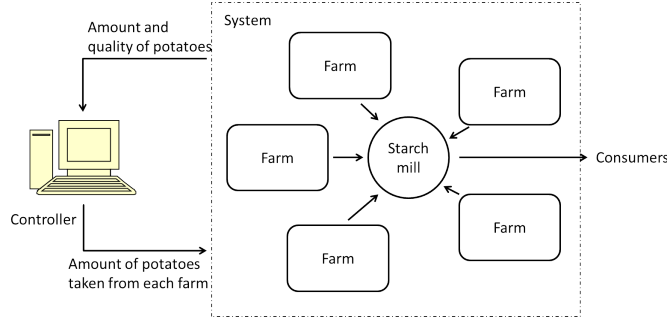 Amount and
quality of potatoes
System
Farm
Farm
Farm
Starch
mill
Consumers
Controller
Farm
Farm
Amount of potatoes
taken from each farm